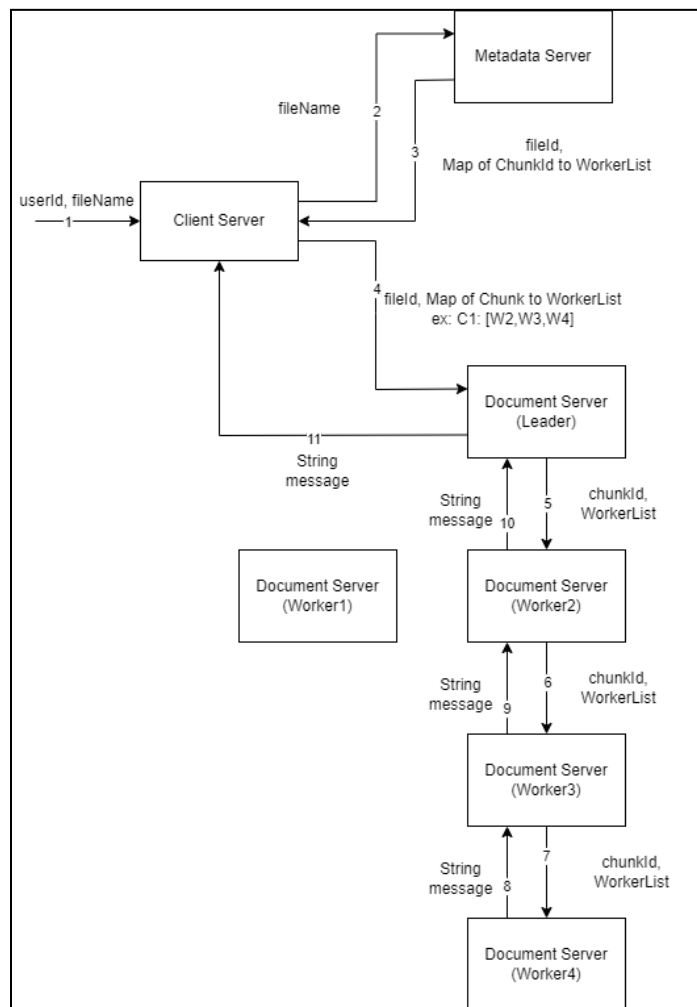 Metadata Server
fileName
2
3
fileId,
Map of ChunkId to WorkerList
userId, fileName
1
Client Server
4
fileId, Map of Chunk to WorkerList
ex: C1: [W2,W3,W4]
Document Server
(Leader)
11
String
message
String
message
10
5
chunkId,
WorkerList
Document Server
(Worker1)
Document Server
(Worker2)
String
message
9
6
chunkId,
WorkerList
Document Server
(Worker3)
String
message
8
7
chunkId,
WorkerList
Document Server
(Worker4)